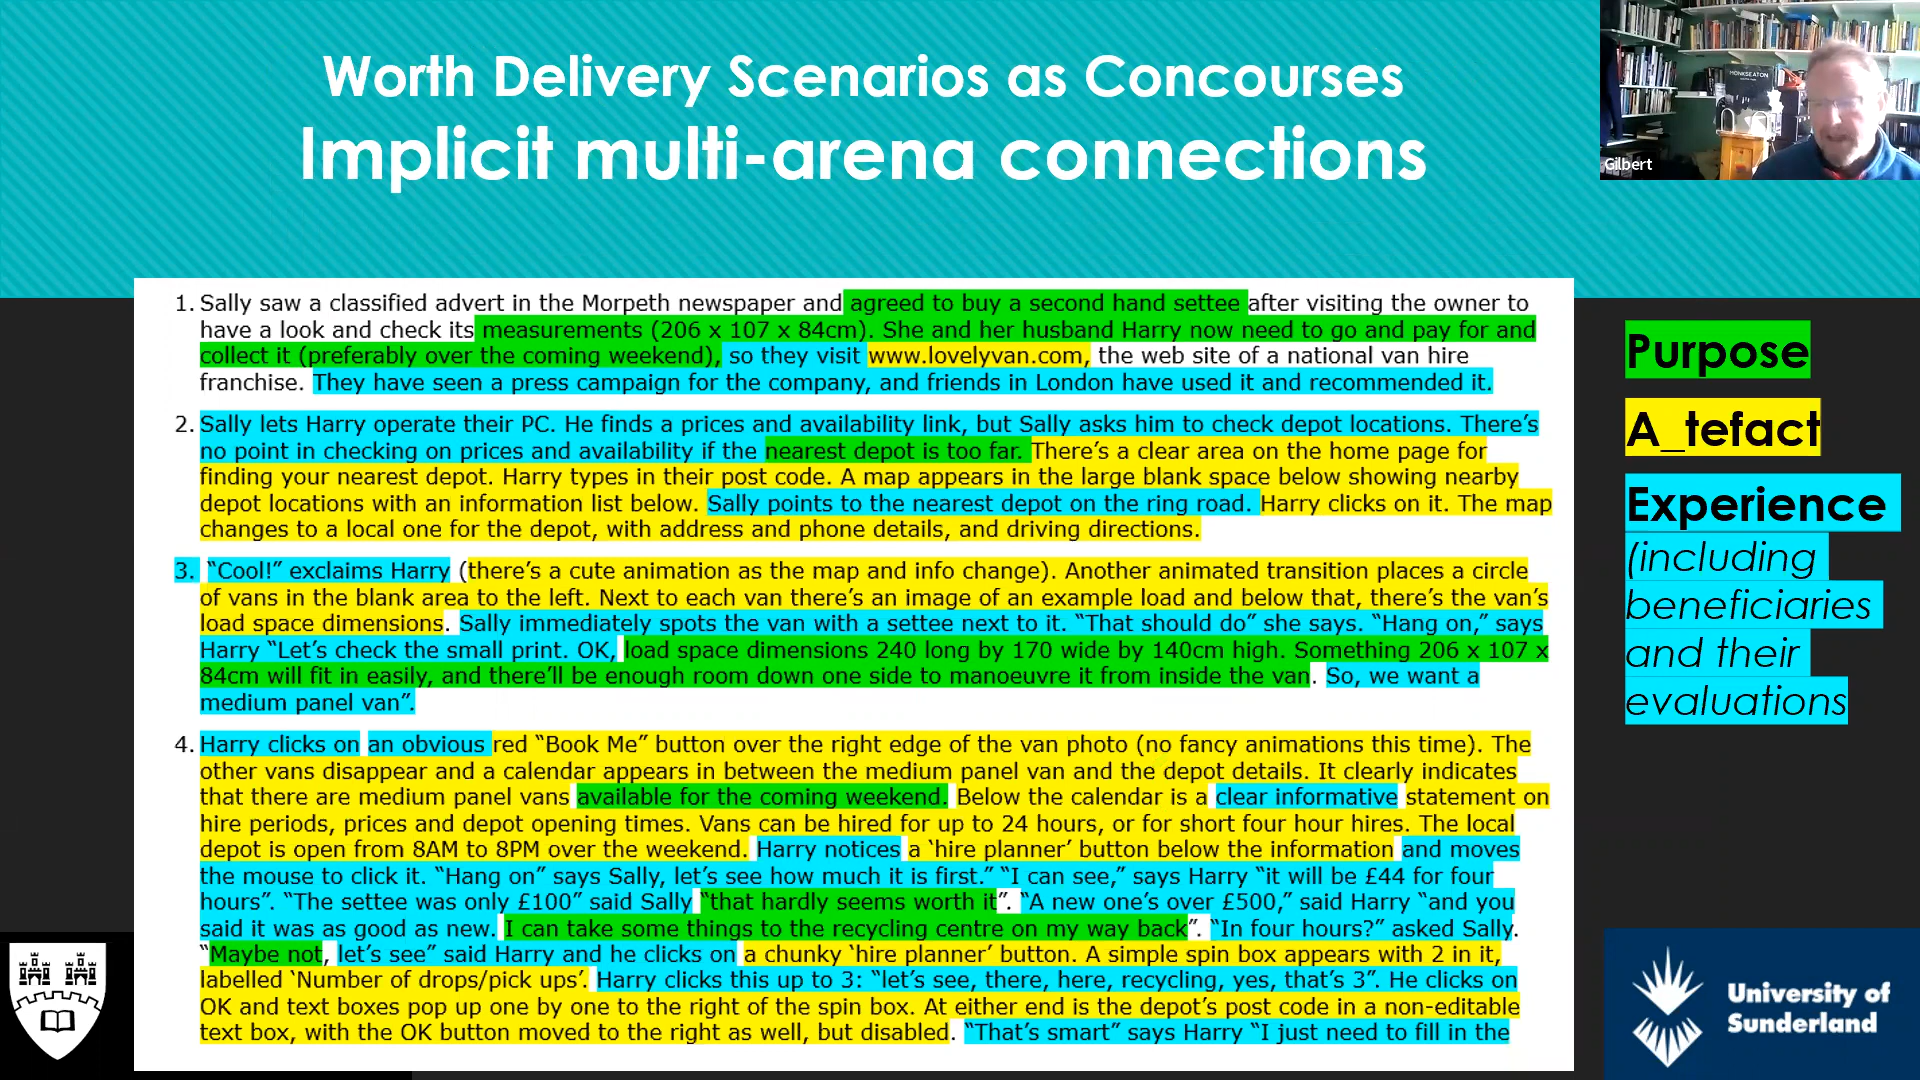 Worth Delivery Scenarios as Concourses
Implicit multi-arena connections
MONKSEATON
Gilbert
1. Sally saw a classified advert in the Morpeth newspaper and agreed to buy a second hand settee after visiting the owner to
have a look and check its measurements (206 x 107 x 84cm). She and her husband Harry now need to go and pay for and
collect it (preferably over the coming weekend), so they visit www.lovelyvan.com, the web site of a national van hire
franchise. They have seen a press campaign for the company, and friends in London have used it and recommended it.
2. Sally lets Harry operate their PC. He finds a prices and availability link, but Sally asks him to check depot locations. There's
no point in checking on prices and availability if the nearest depot is too far. There's a clear area on the home page for
finding your nearest depot. Harry types in their post code. A map appears in the large blank space below showing nearby
depot locations with an information list below. Sally points to the nearest depot on the ring road. Harry clicks on it. The map
changes to a local one for the depot, with address and phone details, and driving directions.
3. “Cool!” exclaims Harry (there's a cute animation as the map and info change). Another animated transition places a circle
of vans in the blank area to the left. Next to each van there's an image of an example load and below that, there's the van's
load space dimensions. Sally immediately spots the van with a settee next to it. “That should do” she says. “Hang on,” says
Harry “Let's check the small print. OK, load space dimensions 240 long by 170 wide by 140cm high. Something 206 x 107 x
84cm will fit in easily, and there'll be enough room down one side to manoeuvre it from inside the van. So, we want a
medium panel van”.
4. Harry clicks on an obvious red “Book Me” button over the right edge of the van photo (no fancy animations this time). The
other vans disappear and a calendar appears in between the medium panel van and the depot details. It clearly indicates
that there are medium panel vans available for the coming weekend. Below the calendar is a clear informative statement on
hire periods, prices and depot opening times. Vans can be hired for up to 24 hours, or for short four hour hires. The local
depot is open from 8AM to 8PM over the weekend. Harry notices a ‘hire planner’ button below the information and moves
the mouse to click it. “Hang on” says Sally, let's see how much it is first.” “I can see,” says Harry “it will be £44 for four
hours”. “The settee was only £100” said Sally “that hardly seems worth it”. “A new one's over £500,” said Harry “and you
said it was as good as new. I can take some things to the recycling centre on my way back”. “In four hours?” asked Sally.
“Maybe not, let's see” said Harry and he clicks on a chunky ‘hire planner’ button. A simple spin box appears with 2 in it,
labelled ‘Number of drops/pick ups’. Harry clicks this up to 3: “let's see, there, here, recycling, yes, that's 3”. He clicks on
OK and text boxes pop up one by one to the right of the spin box. At either end is the depot's post code in a non-editable
text box, with the OK button moved to the right as well, but disabled. “That's smart” says Harry “I just need to fill in the
Purpose
A_tefact
Experience
(including
beneficiaries
and their
evaluations
University of
Sunderland